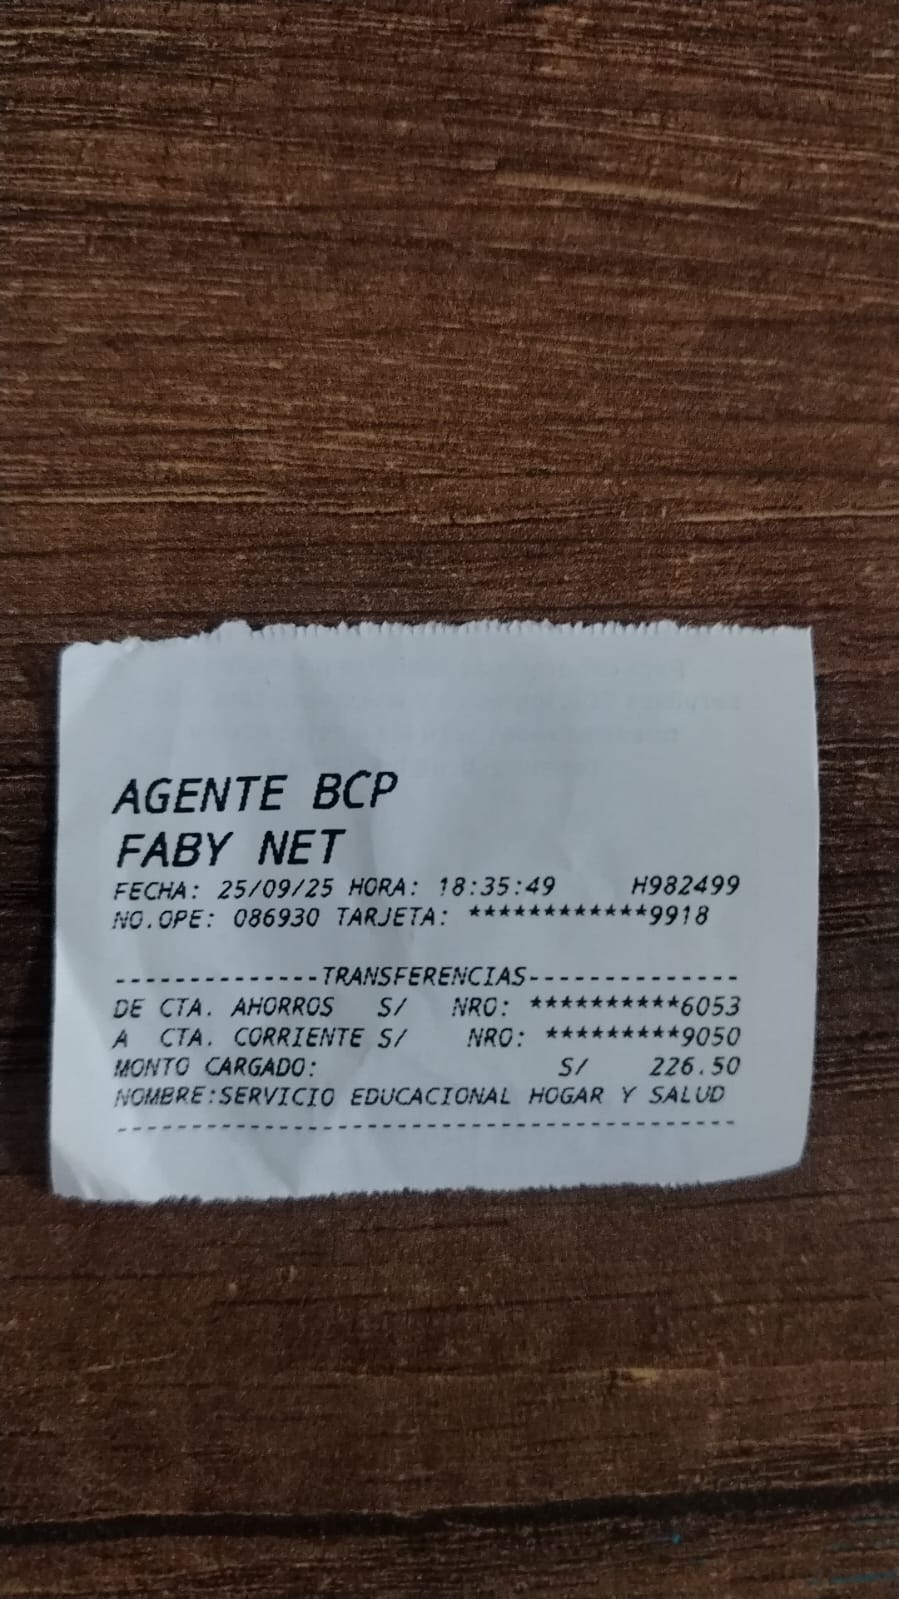 AGENTE BCP
FABY NET
FECHA: 25/09/25 HORA: 18:35:49 H982499
NO.OPE: 086930 TARJETA: ************9918
--------------TRANSFERENCIAS--------------
DE CTA. AHORROS S/ NRO: **********6053
A CTA. CORRIENTE S/ NRO: *********9050
MONTO CARGADO: S/ 226.50
NOMBRE:SERVICIO EDUCACIONAL HOGAR Y SALUD
------------------------------------------